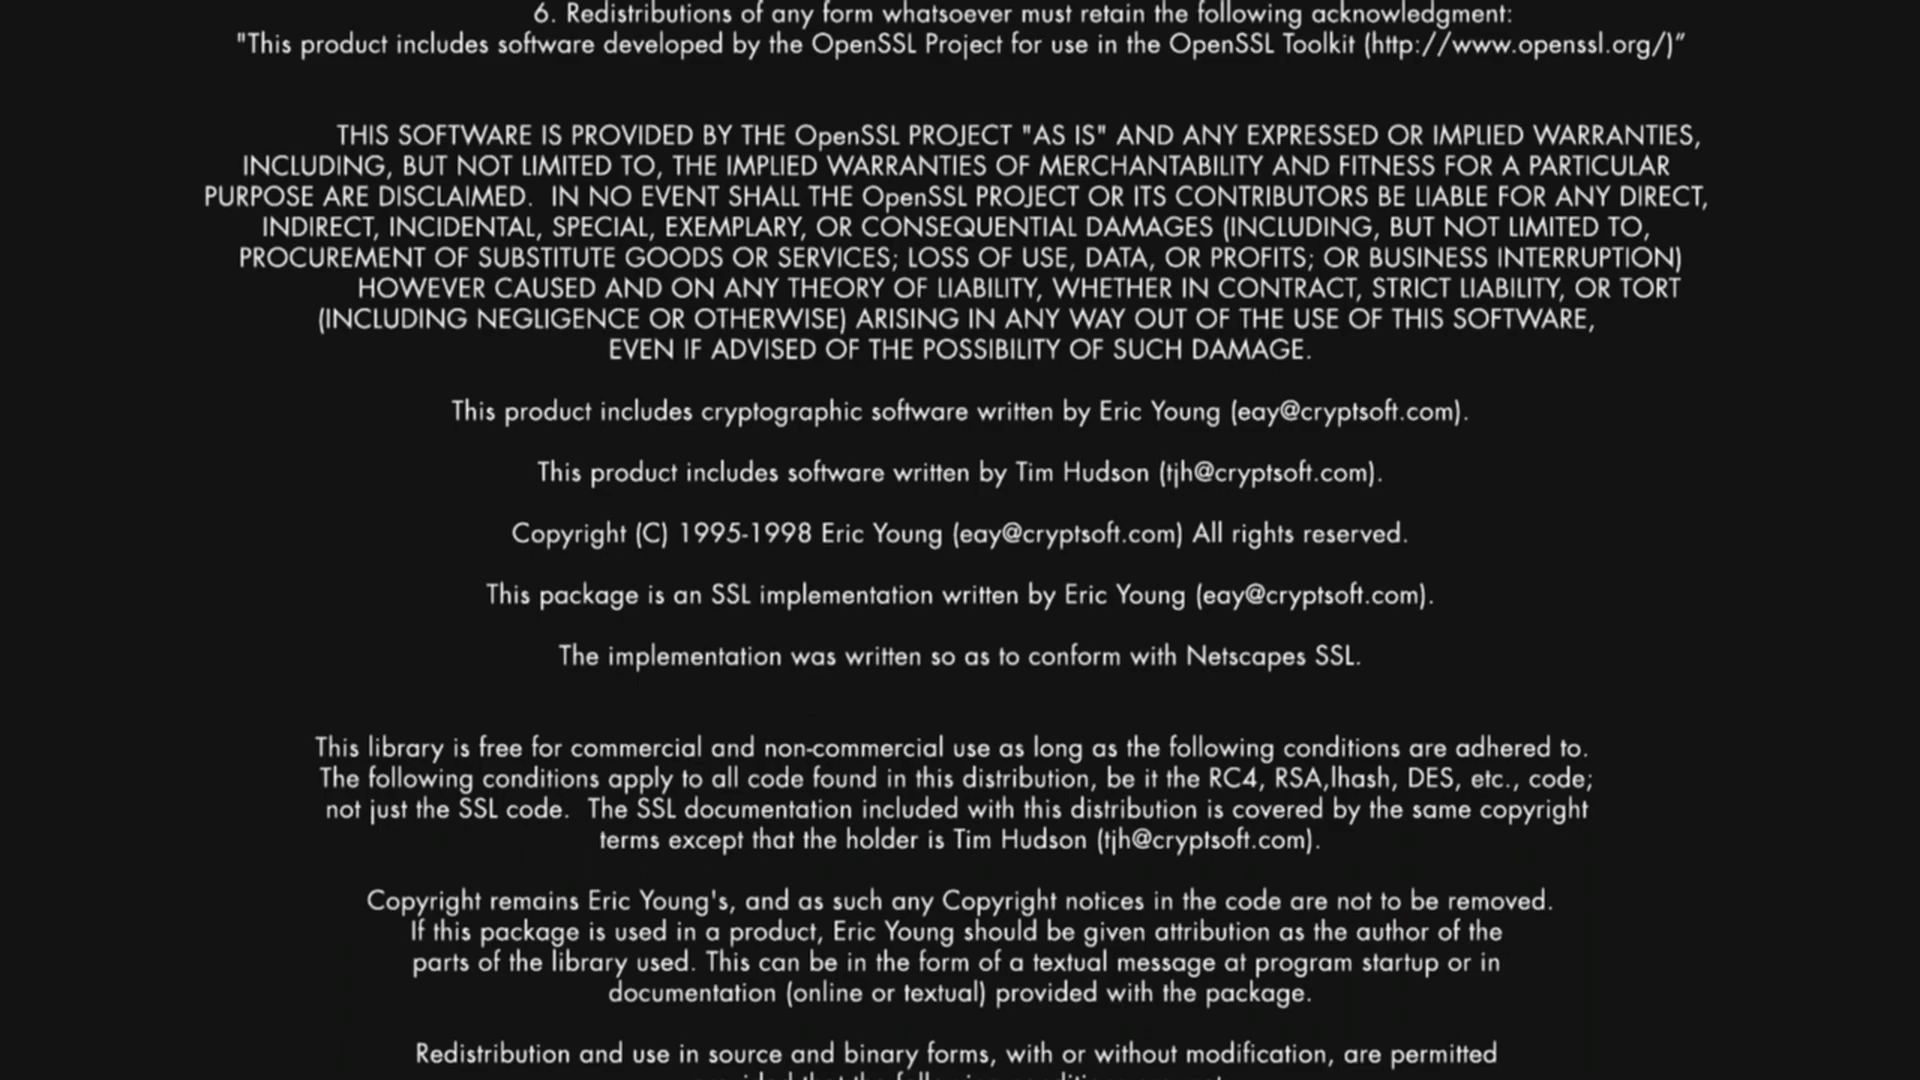 6. Redistributions of any form whatsoever must retain the following acknowledgment:
"This product includes software developed by the OpenSSL Project for use in the OpenSSL Toolkit (http://www.openssl.org/)”
THIS SOFTWARE IS PROVIDED BY THE OpenSSL PROJECT "AS IS" AND ANY EXPRESSED OR IMPLIED WARRANTIES,
INCLUDING, BUT NOT LIMITED TO, THE IMPLIED WARRANTIES OF MERCHANTABILITY AND FITNESS FOR A PARTICULAR
PURPOSE ARE DISCLAIMED.  IN NO EVENT SHALL THE OpenSSL PROJECT OR ITS CONTRIBUTORS BE LIABLE FOR ANY DIRECT,
INDIRECT, INCIDENTAL, SPECIAL, EXEMPLARY, OR CONSEQUENTIAL DAMAGES (INCLUDING, BUT NOT LIMITED TO,
PROCUREMENT OF SUBSTITUTE GOODS OR SERVICES; LOSS OF USE, DATA, OR PROFITS; OR BUSINESS INTERRUPTION)
HOWEVER CAUSED AND ON ANY THEORY OF LIABILITY, WHETHER IN CONTRACT, STRICT LIABILITY, OR TORT
(INCLUDING NEGLIGENCE OR OTHERWISE) ARISING IN ANY WAY OUT OF THE USE OF THIS SOFTWARE,
EVEN IF ADVISED OF THE POSSIBILITY OF SUCH DAMAGE.
This product includes cryptographic software written by Eric Young (eay@cryptsoft.com).
This product includes software written by Tim Hudson (tjh@cryptsoft.com).
Copyright (C) 1995-1998 Eric Young (eay@cryptsoft.com) All rights reserved.
This package is an SSL implementation written by Eric Young (eay@cryptsoft.com).
The implementation was written so as to conform with Netscapes SSL.
This library is free for commercial and non-commercial use as long as the following conditions are adhered to.
The following conditions apply to all code found in this distribution, be it the RC4, RSA,lhash, DES, etc., code;
not just the SSL code.  The SSL documentation included with this distribution is covered by the same copyright
terms except that the holder is Tim Hudson (tjh@cryptsoft.com).
Copyright remains Eric Young's, and as such any Copyright notices in the code are not to be removed.
If this package is used in a product, Eric Young should be given attribution as the author of the
parts of the library used. This can be in the form of a textual message at program startup or in
documentation (online or textual) provided with the package.
Redistribution and use in source and binary forms, with or without modification, are permitted